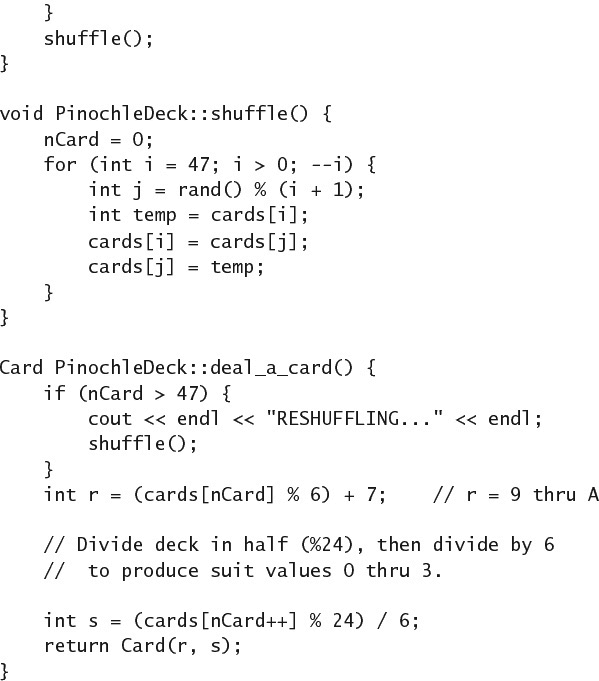 }
    shuffle();
}

void PinochleDeck::shuffle() {
    nCard = 0;
    for (int i = 47; i > 0; --i) {
        int j = rand() % (i + 1);
        int temp = cards[i];
        cards[i] = cards[j];
        cards[j] = temp;
    }
}

Card PinochleDeck::deal_a_card() {
    if (nCard > 47) {
        cout << endl << "RESHUFFLING..." << endl;
        shuffle();
    }
    int r = (cards[nCard] % 6) + 7;    // r = 9 thru A

    // Divide deck in half (%24), then divide by 6
    //  to produce suit values 0 thru 3.

    int s = (cards[nCard++] % 24) / 6;
    return Card(r, s);
}